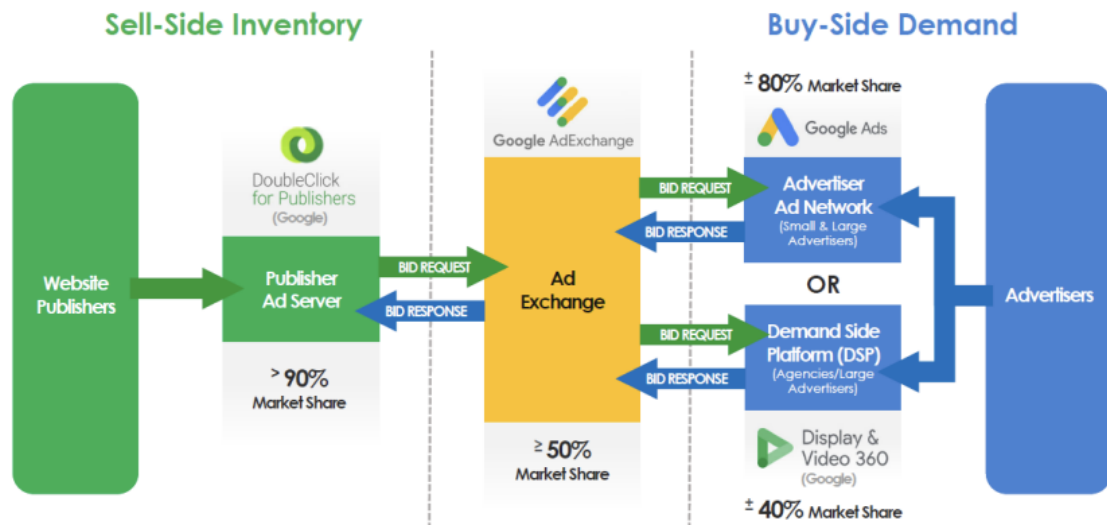 Sell-Side Inventory
Buy-Side Demand
Website
Publishers
DoubleClick
for Publishers
(Google)
Publisher
Ad Server
> 90%
Market Share
BID REQUEST
BID RESPONSE
Google AdExchange
Ad
Exchange
≥ 50%
Market Share
BID REQUEST
BID RESPONSE
BID REQUEST
BID RESPONSE
± 80% Market Share
Google Ads
Advertiser
Ad Network
(Small & Large
Advertisers)
OR
Demand Side
Platform (DSP)
(Agencies/Large
Advertisers)
Display &
Video 360
(Google)
± 40% Market Share
Advertisers